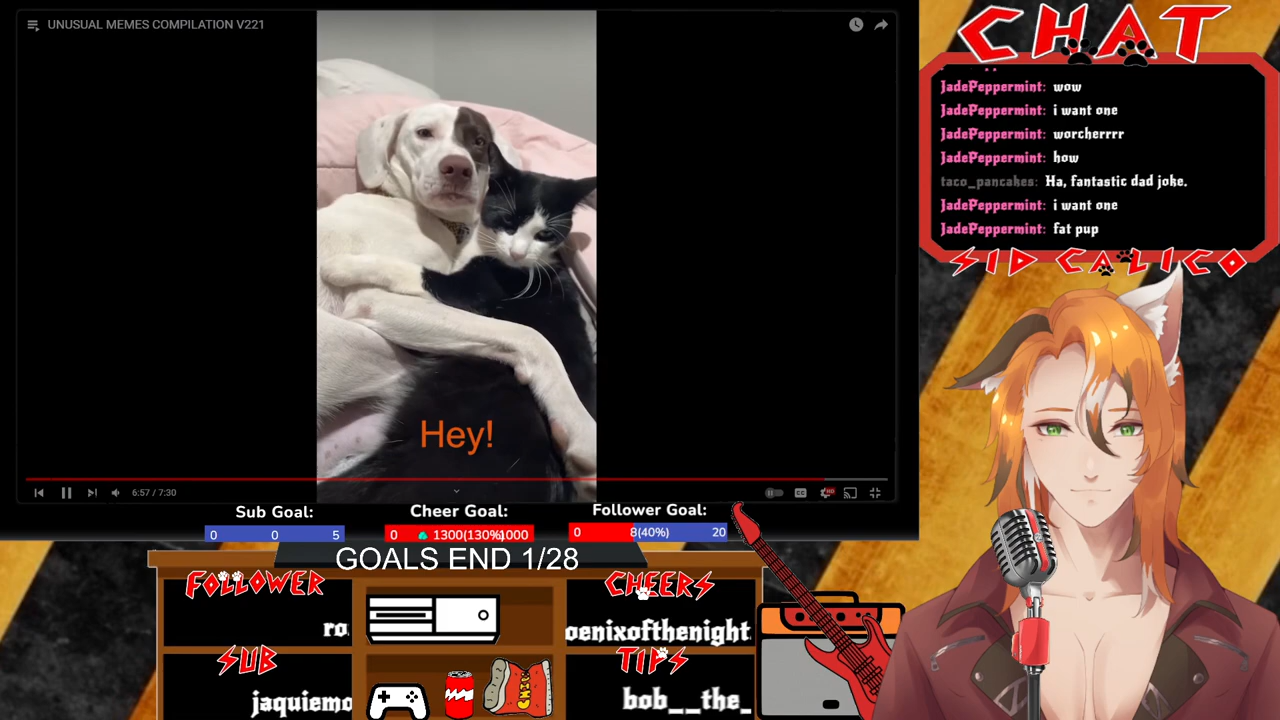 UNUSUAL MEMES COMPILATION V221
CHAT
JadePeppermint: wow
JadePeppermint: i want one
JadePeppermint: worcherrrr
JadePeppermint: how
taco_pancakes: Ha, fantastic dad joke.
JadePeppermint: i want one
JadePeppermint: fat pup
SID CALICO
Hey!
6:57 / 7:30
CC
HD
Sub Goal:
0 0 5
Cheer Goal:
0 1300(130%)1000
Follower Goal:
0 8(40%) 20
GOALS END 1/28
FOLLOWER
ro
CHEERS
oenixofthenight
SUB
jaquiemo
TIPS
bob__the_